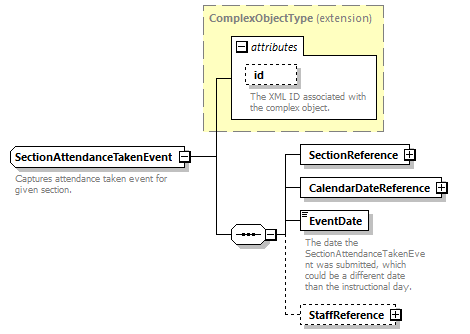 ComplexObjectType (extension)
attributes
id
The XML ID associated with
the complex object.
SectionAttendanceTakenEvent
Captures attendance taken event for
given section.
SectionReference
CalendarDateReference
EventDate
The date the
SectionAttendanceTakenEve
nt was submitted, which
could be a different date
than the instructional day.
StaffReference